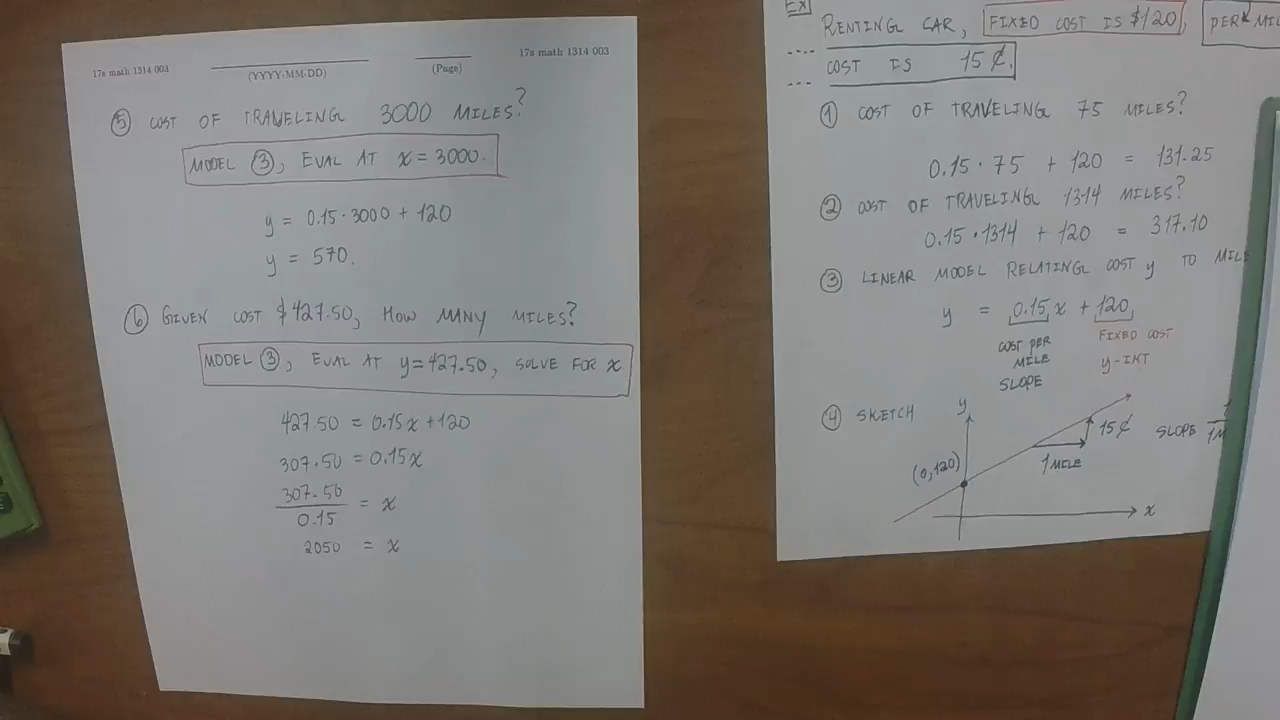 17a math 1314 003
(YYYY-MM-DD)
(Page)
17a math 1314 003
⑤ COST OF TRAVELING 3000 MILES?
MODEL ③, EVAL AT x = 3000.
y = 0.15·3000 + 120
y = 570.
⑥ GIVEN COST $427.50, HOW MANY MILES?
MODEL ③, EVAL AT y=427.50, SOLVE FOR x
427.50 = 0.15x +120
307.50 = 0.15x
307.50
0.15
= x
2050 = x
EX
RENTING CAR, FIXED COST IS $120, PER
COST IS 15 ¢.
① COST OF TRAVELING 75 MILES?
0.15 · 75 + 120 = 131.25
② COST OF TRAVELING 1314 MILES?
0.15 · 1314 + 120 = 317.10
③ LINEAR MODEL RELATING COST y TO
y = 0.15x + 120
COST PER
MILE
SLOPE
FIXED COST
y-INT
④ SKETCH
y
(0,120)
1 MILE
15 ¢
SLOPE
x